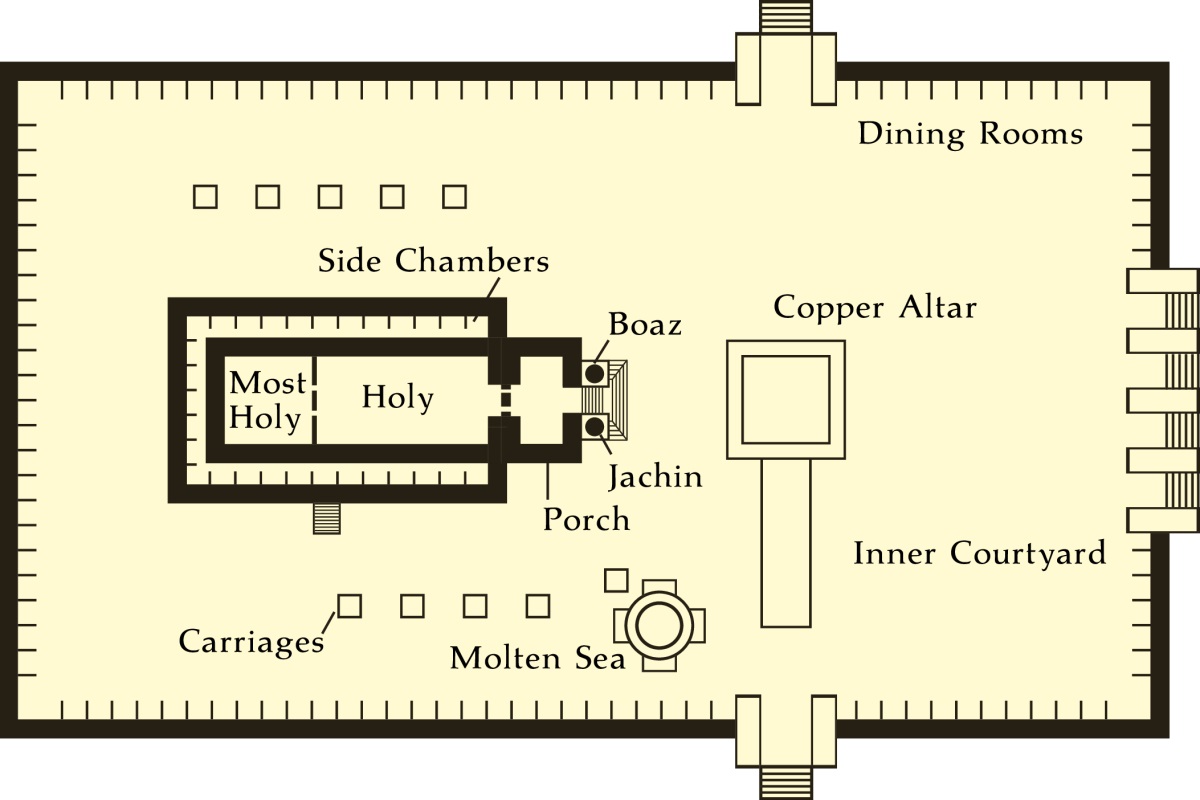 Dining Rooms
Side Chambers
Boaz
Copper Altar
Most
Holy
Holy
Jachin
Porch
Inner Courtyard
Carriages
Molten Sea